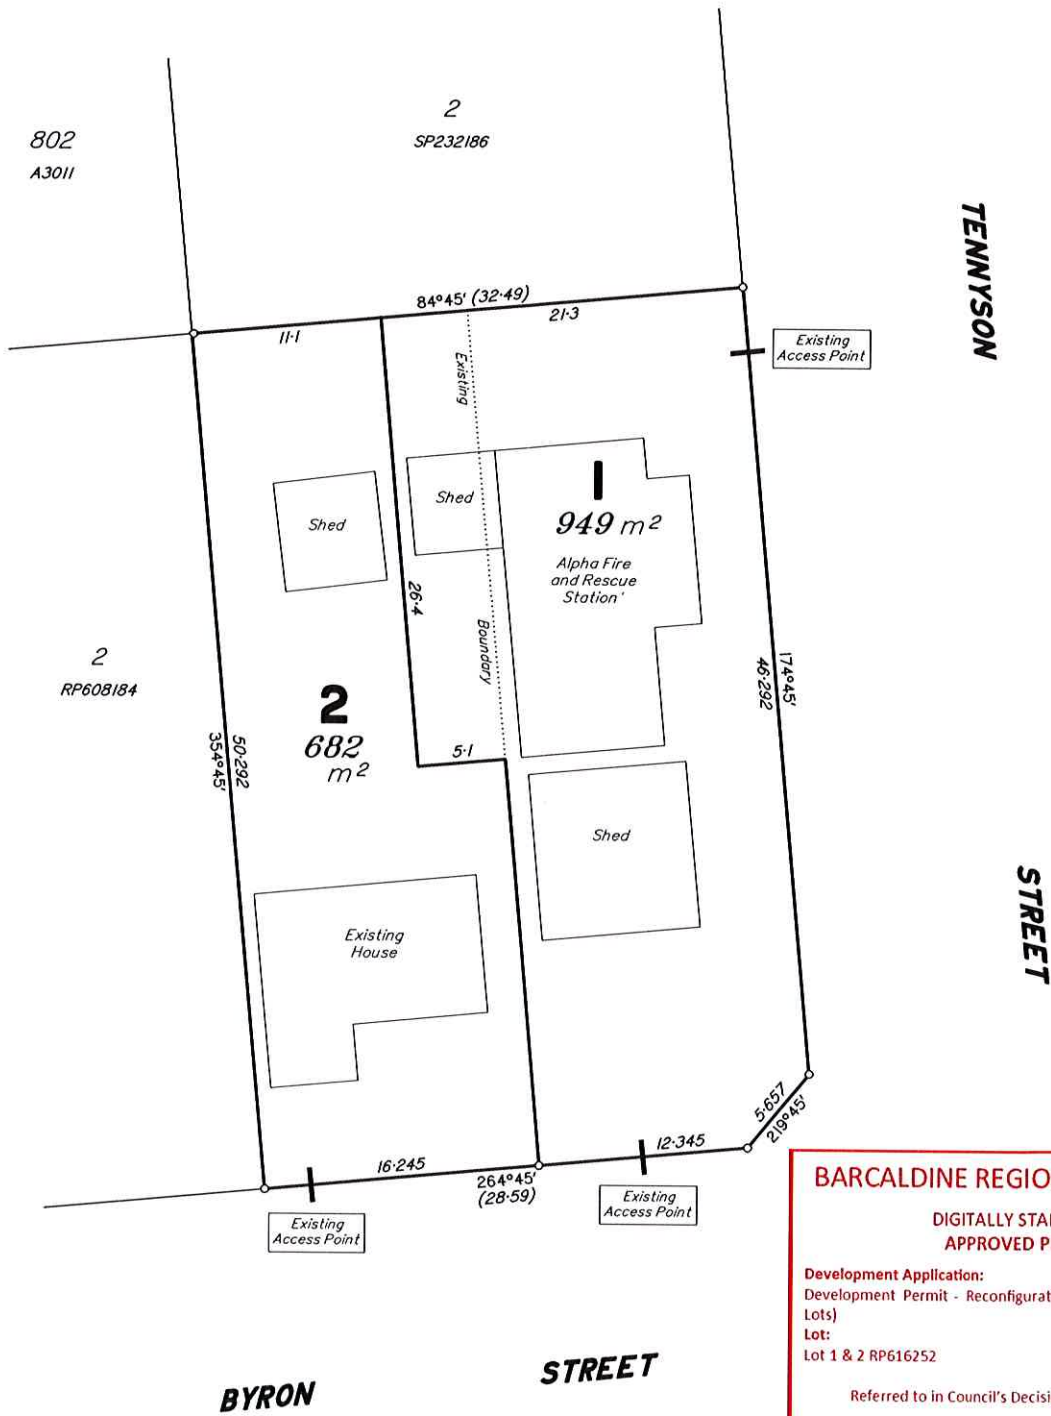 802
A3011
2
SP232186
TENNYSON
84°45' (32·49)
11·1
21·3
Existing
Access Point
Existing
Shed
Shed
1
949 m²
Alpha Fire
and Rescue
Station'
26·4
Boundary
2
RP608184
2
682
m²
50·292
354°45'
5·1
174°45'
46·292
Shed
STREET
Existing
House
5·657
219°45'
16·245
12·345
264°45'
(28·59)
Existing
Access Point
Existing
Access Point
BYRON
STREET
BARCALDINE REGIO
DIGITALLY STA
APPROVED P
Development Application:
Development Permit - Reconfigurat
Lots)
Lot:
Lot 1 & 2 RP616252
Referred to in Council's Decisi